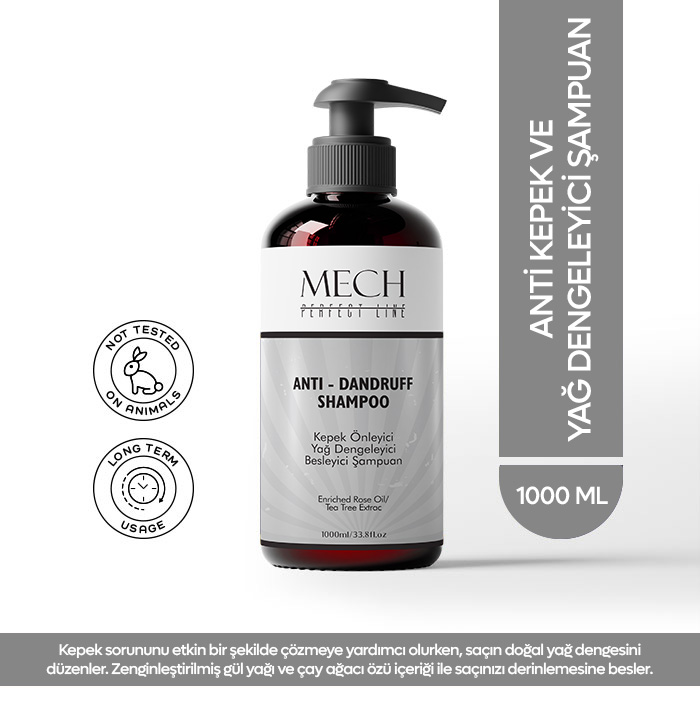 ANTİ KEPEK VE
YAĞ DENGELEYİCİ ŞAMPUAN
1000 ML
MECH
PERFECT LINE
ANTI - DANDRUFF
SHAMPOO
Kepek Önleyici
Yağ Dengeleyici
Besleyici Şampuan
Enriched Rose Oil/
Tea Tree Extrac
1000ml/33.8fl.oz
NOT TESTED
ON ANIMALS
LONG TERM
USAGE
Kepek sorununu etkin bir şekilde çözmeye yardımcı olurken, saçın doğal yağ dengesini
düzenler. Zenginleştirilmiş gül yağı ve çay ağacı özü içeriği ile saçınızı derinlemesine besler.